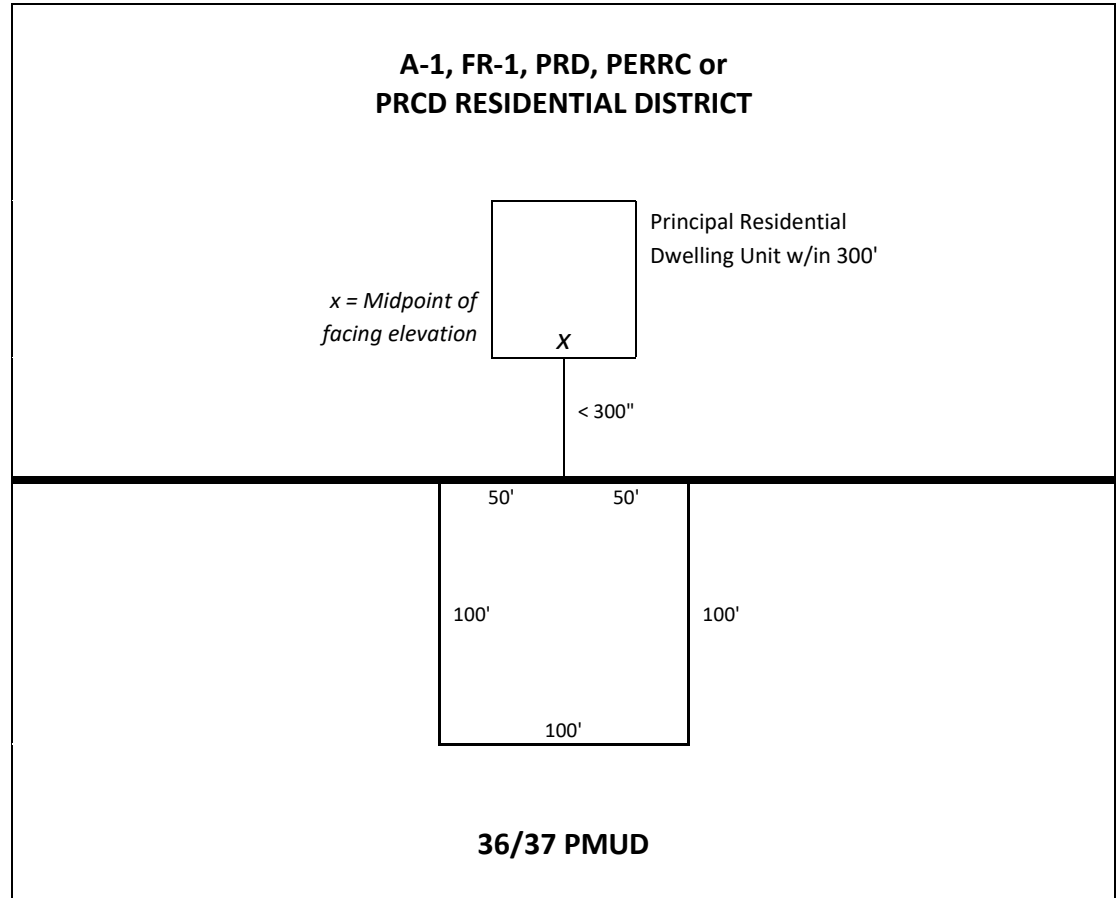 A-1, FR-1, PRD, PERRC or
PRCD RESIDENTIAL DISTRICT
Principal Residential
Dwelling Unit w/in 300'
x = Midpoint of
facing elevation
x
< 300"
50' 50'
100' 100'
100'
36/37 PMUD